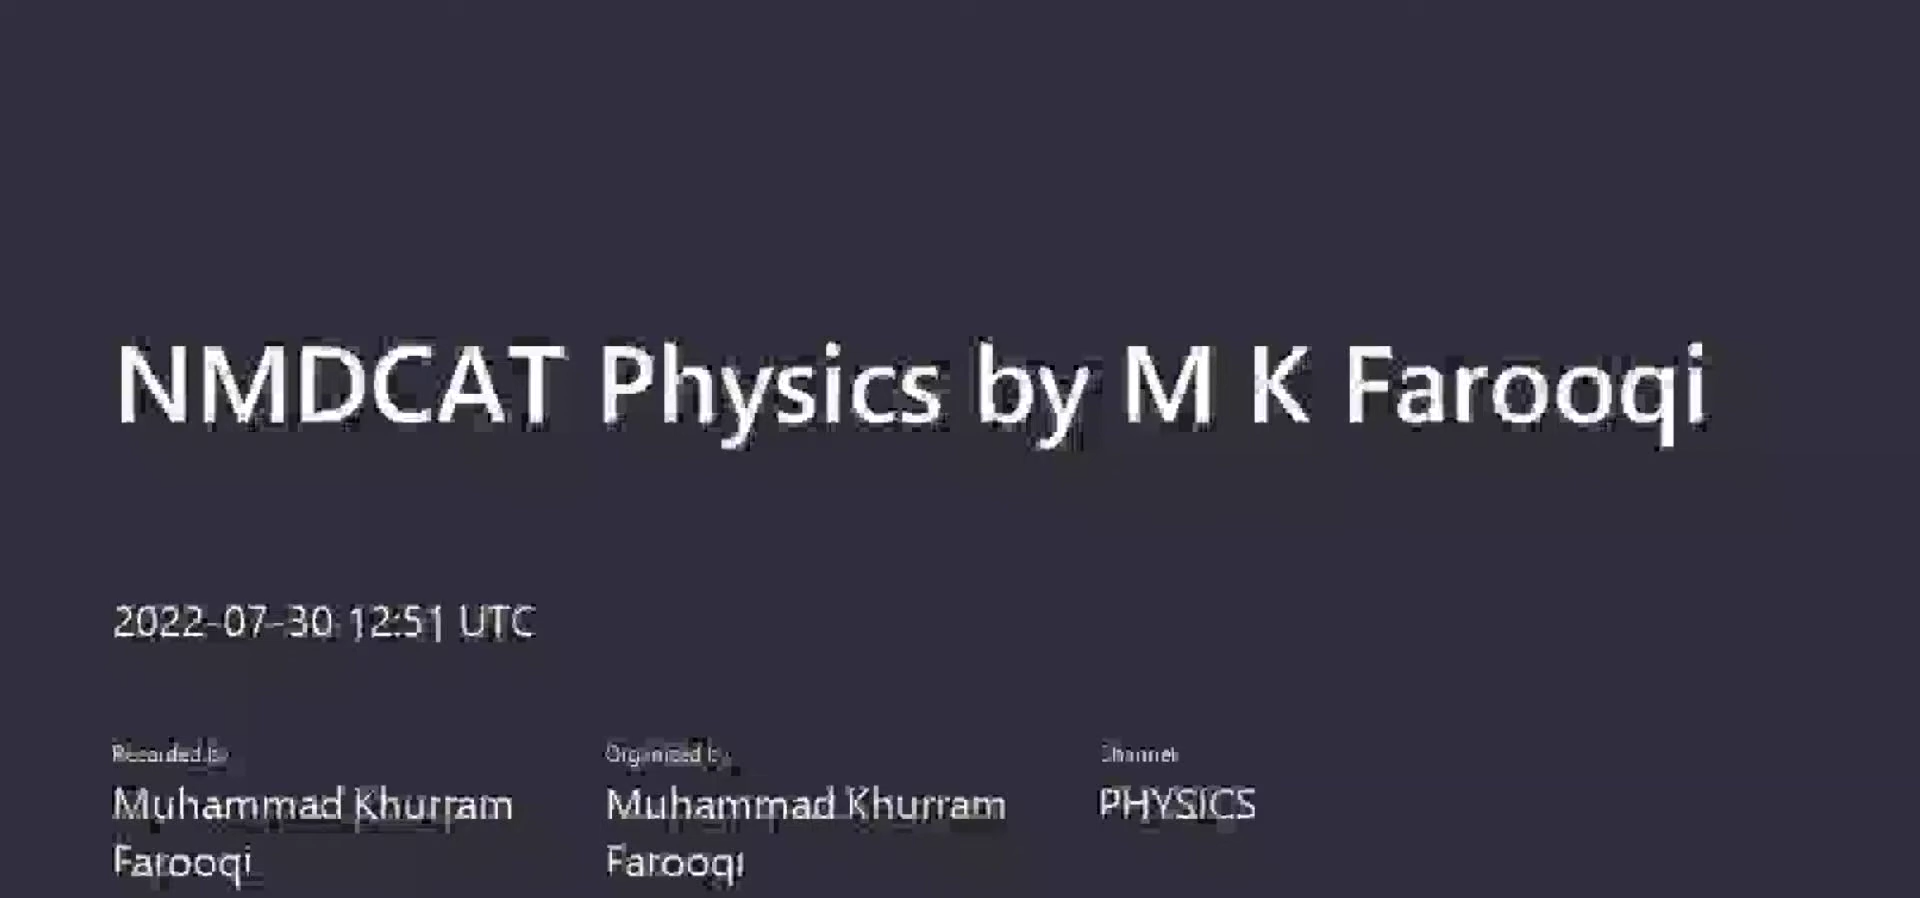 NMDCAT Physics by M K Farooqi
2022-07-30 12:51 UTC
Recorded by
Organized by
Channel
Muhammad Khurram
Farooqi
Muhammad Khurram
Farooqi
PHYSICS